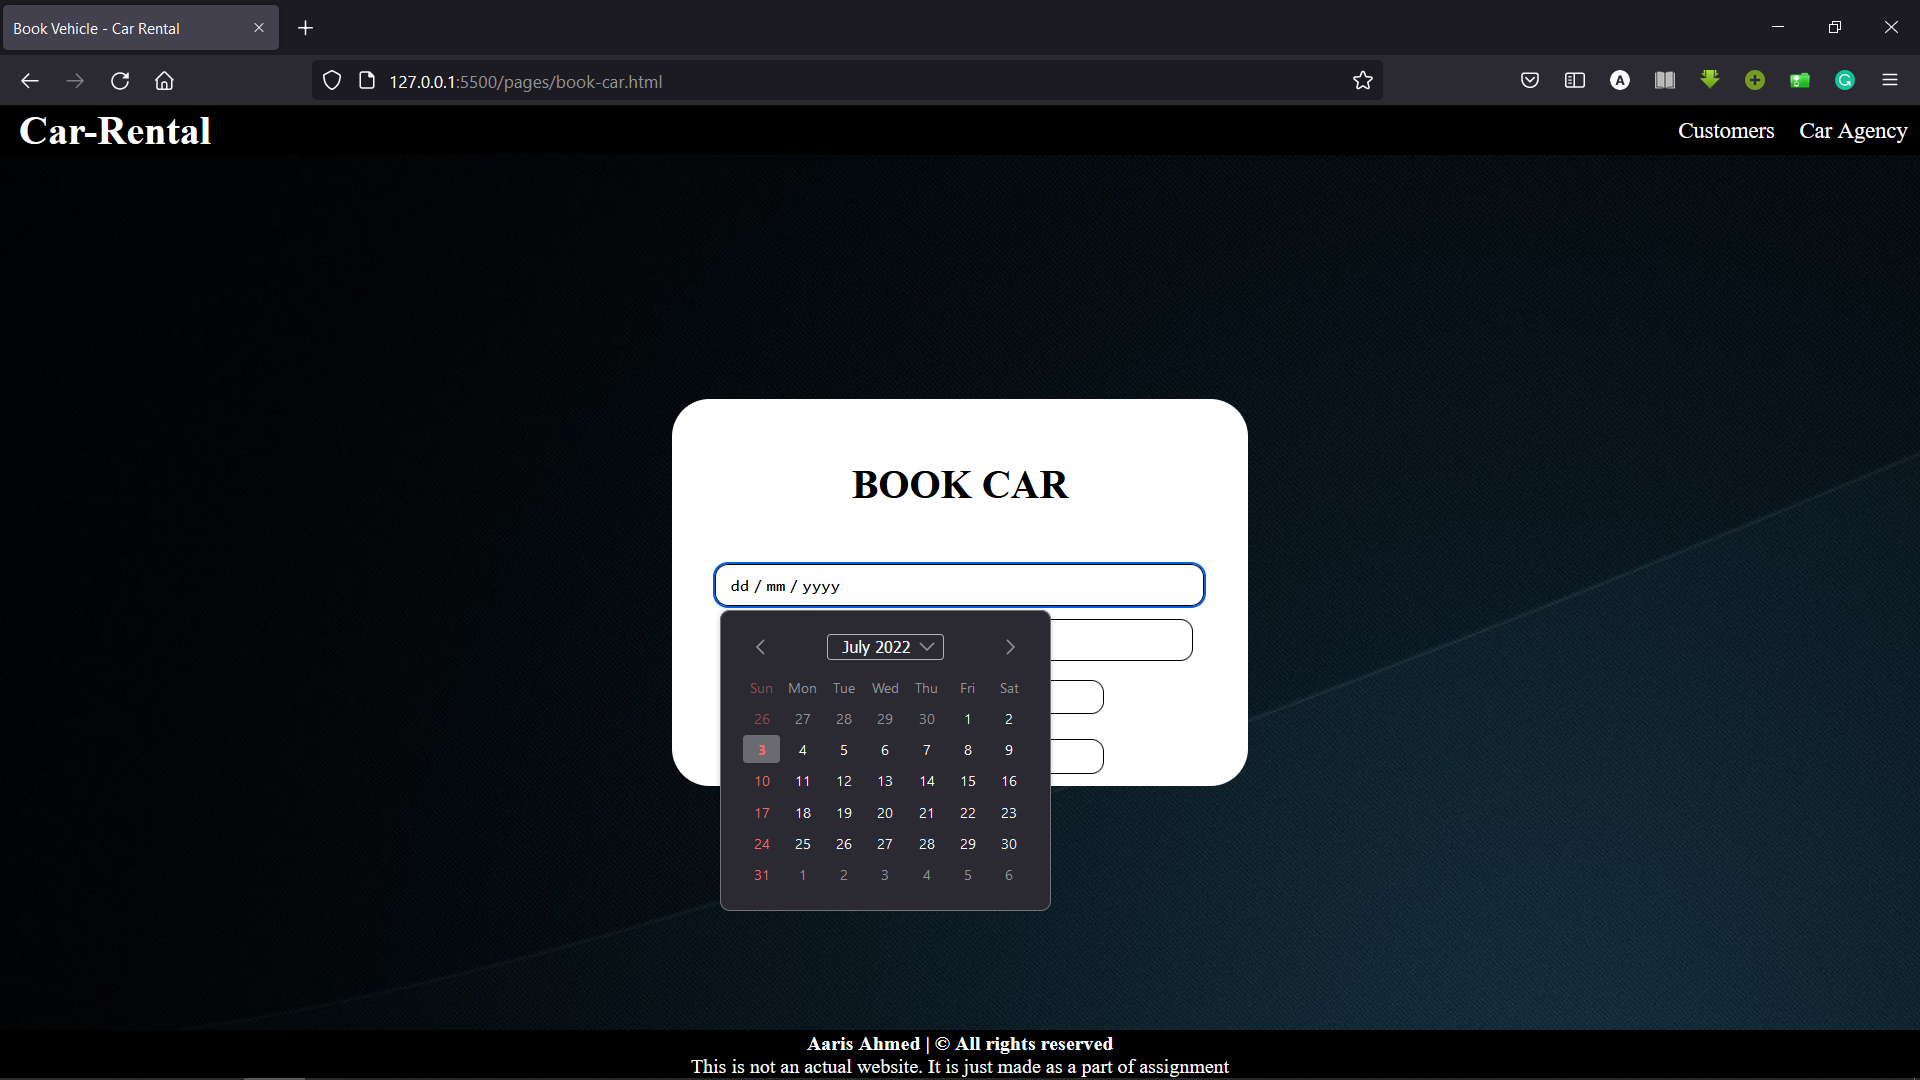 Book Vehicle - Car Rental
127.0.0.1:5500/pages/book-car.html
A
G
Car-Rental
Customers Car Agency
BOOK CAR
dd / mm / yyyy
July 2022
Sun Mon Tue Wed Thu Fri Sat
26 27 28 29 30 1 2
3 4 5 6 7 8 9
10 11 12 13 14 15 16
17 18 19 20 21 22 23
24 25 26 27 28 29 30
31 1 2 3 4 5 6
Aaris Ahmed | © All rights reserved
This is not an actual website. It is just made as a part of assignment